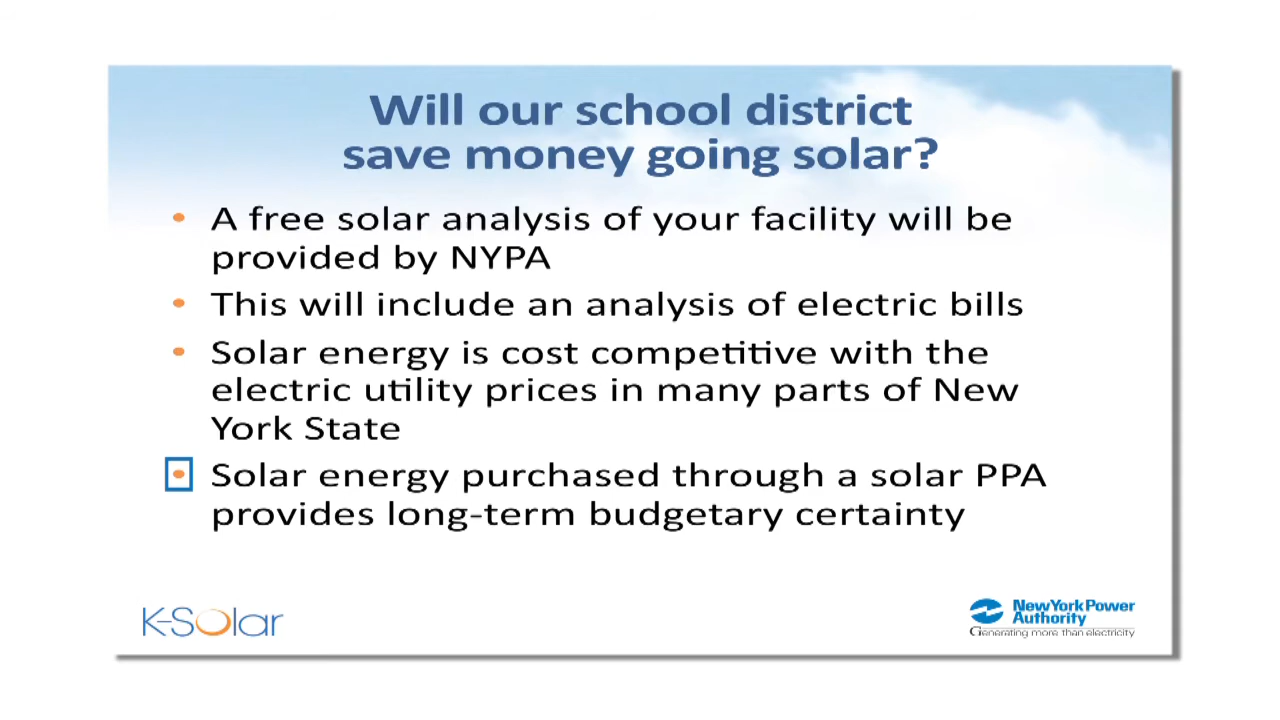 Will our school district
save money going solar?
• A free solar analysis of your facility will be
provided by NYPA
• This will include an analysis of electric bills
• Solar energy is cost competitive with the
electric utility prices in many parts of New
York State
• Solar energy purchased through a solar PPA
provides long-term budgetary certainty
K-Solar
NewYorkPower
Authority
Generating more than electricity